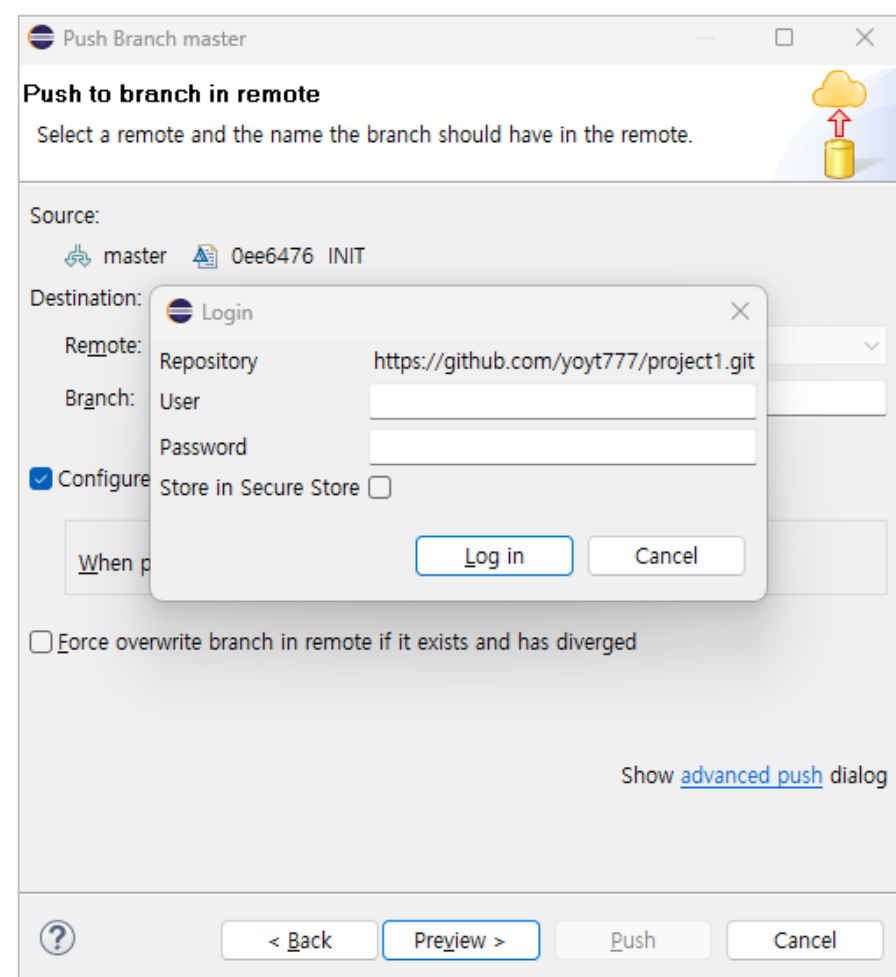 Push Branch master
Push to branch in remote
Select a remote and the name the branch should have in the remote.
Source:
master 0ee6476 INIT
Destination:
Remote:
Branch:
Login
Repository https://github.com/yoyt777/project1.git
User
Password
Store in Secure Store
Log in Cancel
Configure
When p
Force overwrite branch in remote if it exists and has diverged
Show advanced push dialog
< Back Preview > Push Cancel